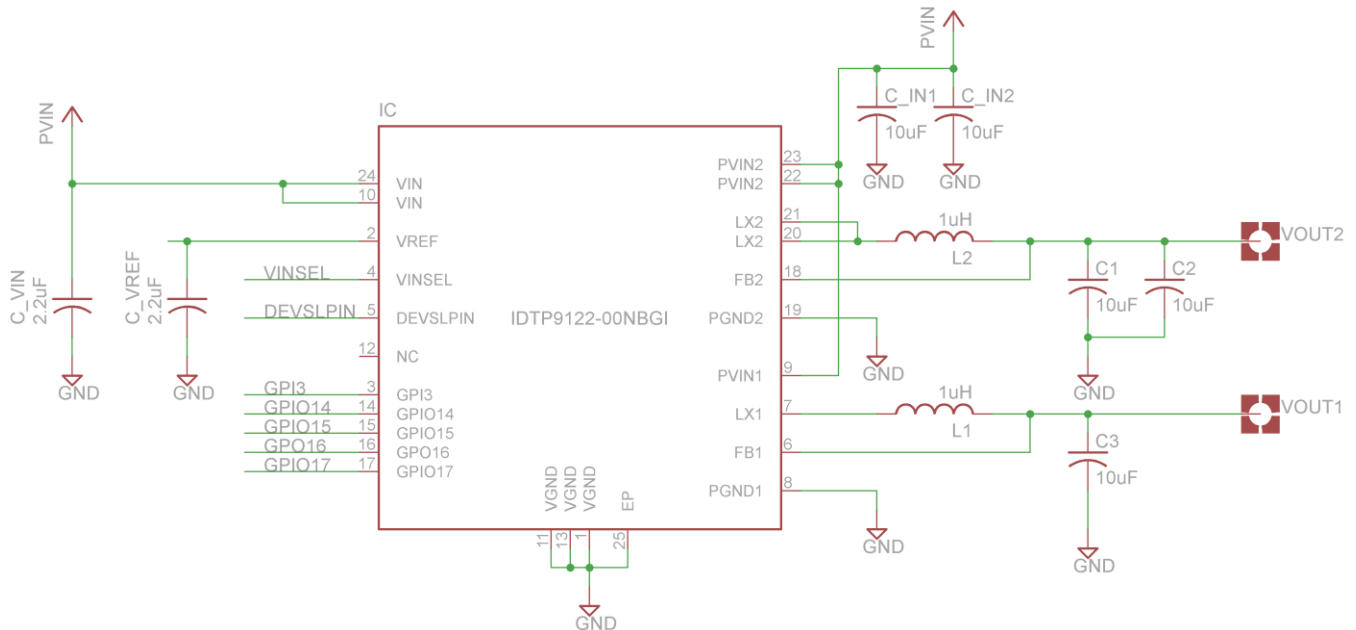 PVIN
C_IN1
C_IN2
10uF
10uF
GND
GND
PVIN
IC
24
VIN
10
VIN
2
VREF
VINSEL
4
VINSEL
DEVSLPIN
5
DEVSLPIN
12
NC
GPI3
3
GPI3
GPIO14
14
GPIO14
GPIO15
15
GPIO15
GPO16
16
GPO16
GPIO17
17
GPIO17
C_VIN
2.2uF
GND
C_VREF
2.2uF
GND
IDTP9122-00NBGI
PVIN2
23
PVIN2
22
LX2
21
LX2
20
FB2
18
PGND2
19
GND
PVIN1
9
LX1
7
FB1
6
PGND1
8
GND
1uH
L2
C1
10uF
C2
10uF
GND
VOUT2
1uH
L1
C3
10uF
GND
VOUT1
VGND
VGND
VGND
EP
11
13
1
25
GND